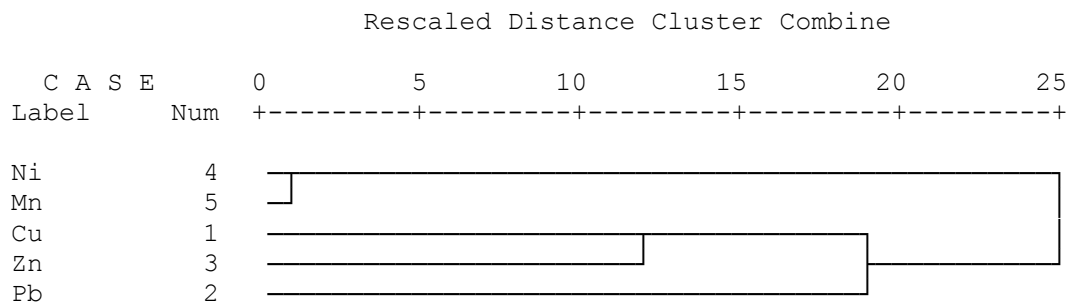 Rescaled Distance Cluster Combine
C A S E 0 5 10 15 20 25
Label Num +---------+---------+---------+---------+---------+
Ni 4
Mn 5
Cu 1
Zn 3
Pb 2